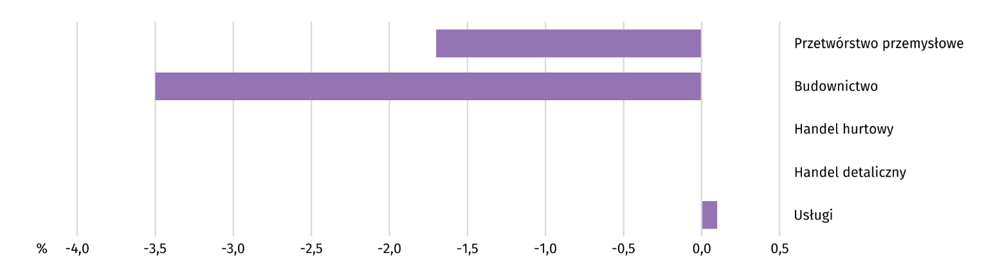 Przetwórstwo przemysłowe
Budownictwo
Handel hurtowy
Handel detaliczny
Usługi
% -4,0 -3,5 -3,0 -2,5 -2,0 -1,5 -1,0 -0,5 0,0 0,5